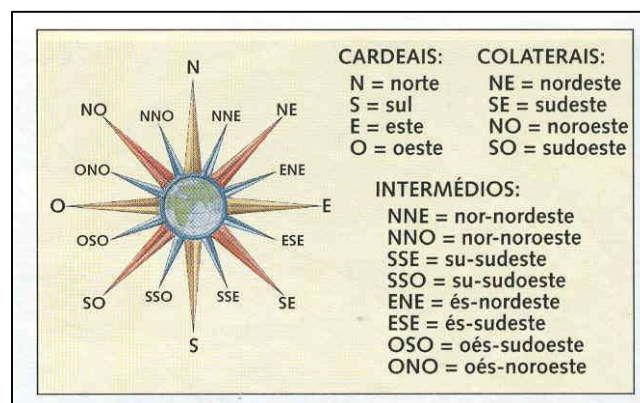 N
NO
NNO
NNE
NE
ONO
ENE
O
E
OSO
ESE
SO
SSO
SSE
SE
S
CARDEAIS:
N = norte
S = sul
E = este
O = oeste
COLATERAIS:
NE = nordeste
SE = sudeste
NO = noroeste
SO = sudoeste
INTERMÉDIOS:
NNE = nor-nordeste
NNO = nor-noroeste
SSE = su-sudeste
SSO = su-sudoeste
ENE = és-nordeste
ESE = és-sudeste
OSO = oés-sudoeste
ONO = oés-noroeste